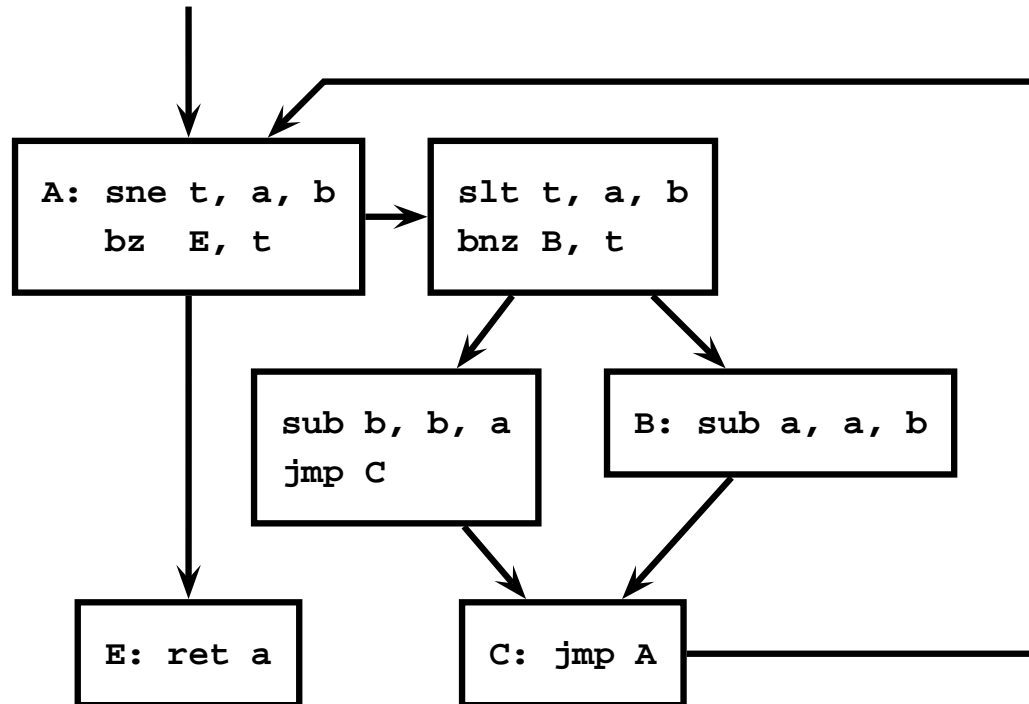 A: sne t, a, b
bz E, t
slt t, a, b
bnz B, t
sub b, b, a
jmp C
B: sub a, a, b
E: ret a
C: jmp A